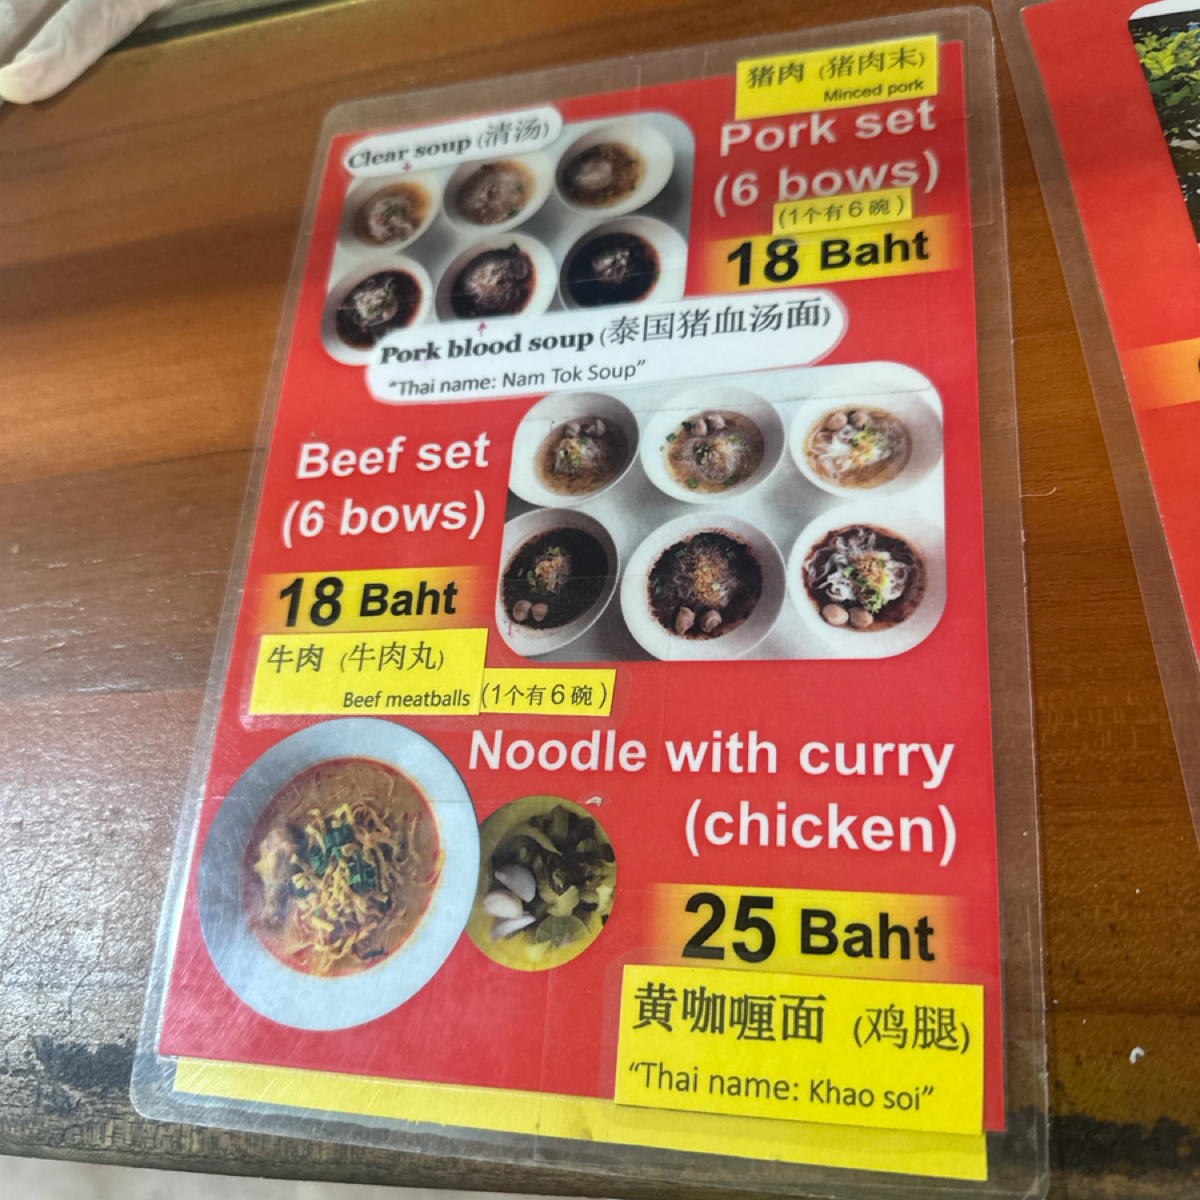 猪肉 (猪肉末)
Minced pork
Clear soup (清汤)
Pork set
(6 bows)
(1个有6碗)
18 Baht
Pork blood soup (泰国猪血汤面)
"Thai name: Nam Tok Soup"
Beef set
(6 bows)
18 Baht
牛肉 (牛肉丸)
Beef meatballs
(1个有6碗)
Noodle with curry
(chicken)
25 Baht
黄咖喱面 (鸡腿)
"Thai name: Khao soi"